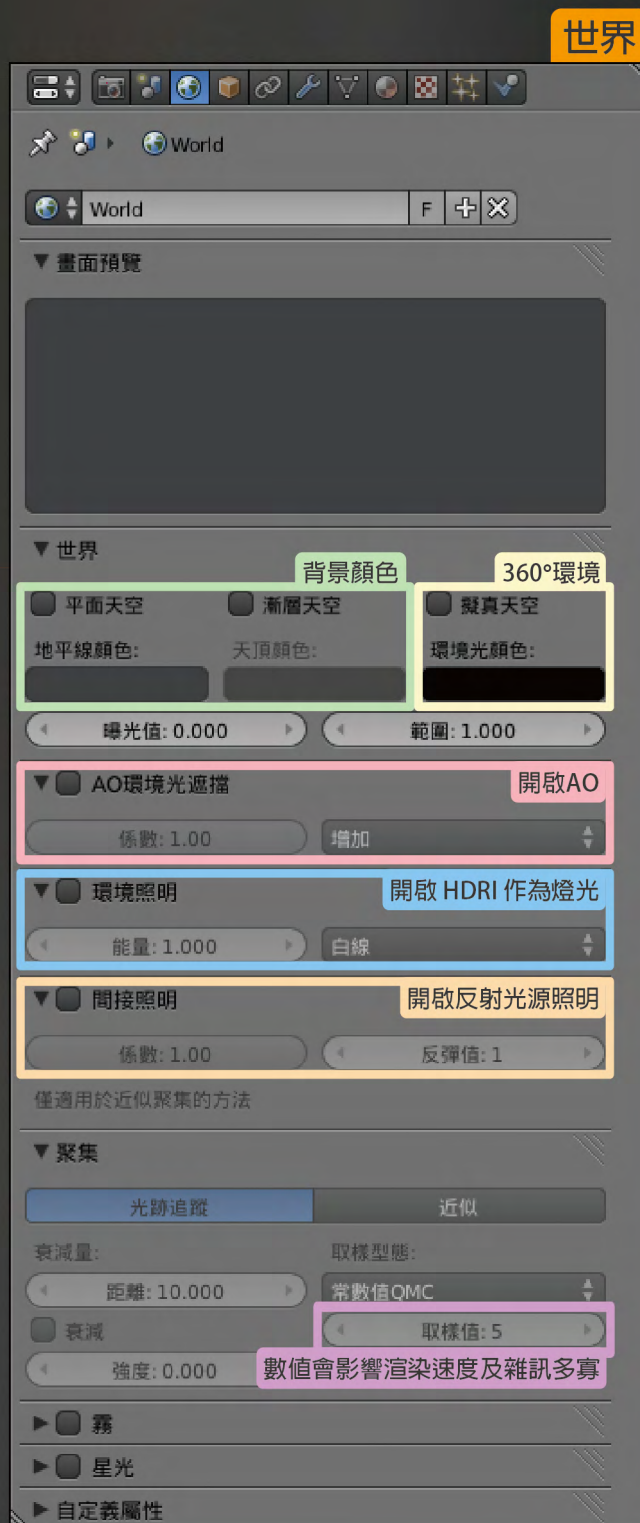 世界
World
World F
畫面預覽
世界
背景顏色 360°環境
平面天空 漸層天空 擬真天空
地平線顏色: 天頂顏色: 環境光顏色:
曝光值: 0.000 範圍: 1.000
AO環境光遮擋 開啟AO
係數: 1.00 增加
環境照明 開啟 HDRI 作為燈光
能量: 1.000 白線
間接照明 開啟反射光源照明
係數: 1.00 反彈值: 1
僅適用於近似聚集的方法
聚集
光跡追蹤 近似
衰減量: 取樣型態:
距離: 10.000 常數值QMC
衰減 取樣值: 5
強度: 0.000 數值會影響渲染速度及雜訊多寡
霧
星光
自定義屬性